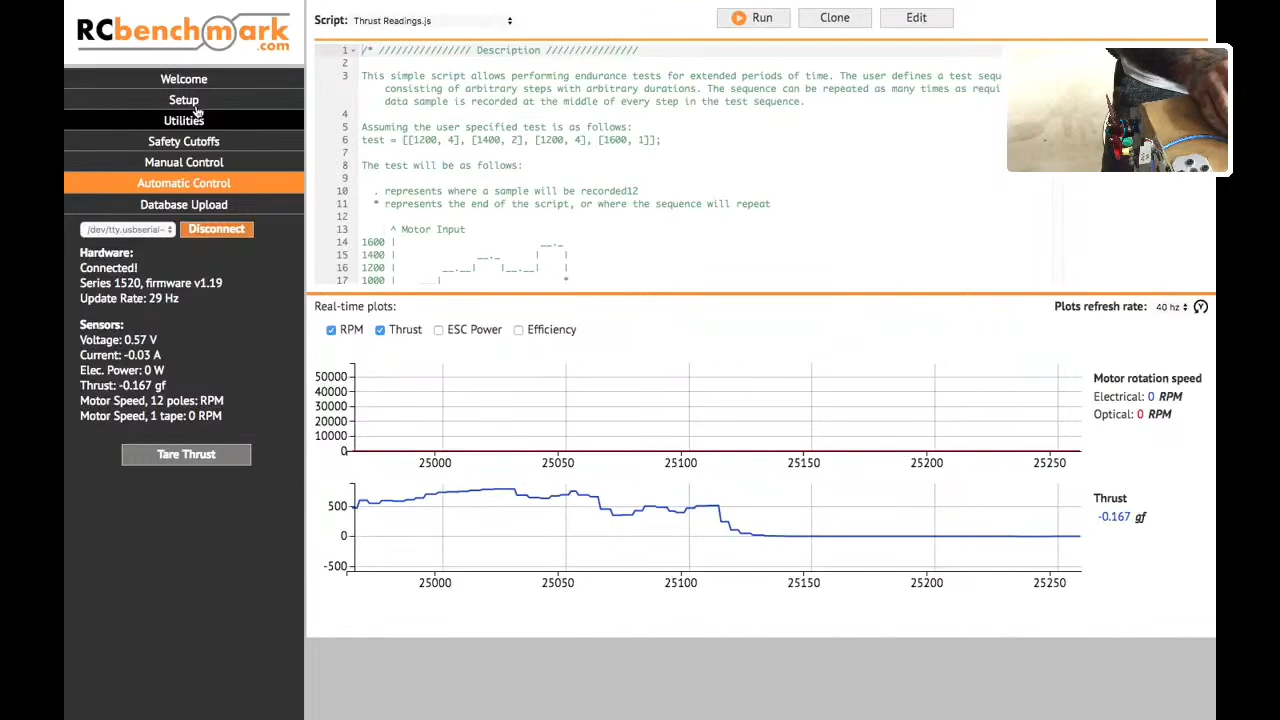 RCbenchmark
.com
Welcome
Setup
Utilities
Safety Cutoffs
Manual Control
Automatic Control
Database Upload
/dev/tty.usbserial-
Disconnect
Hardware:
Connected!
Series 1520, firmware v1.19
Update Rate: 29 Hz
Sensors:
Voltage: 0.57 V
Current: -0.03 A
Elec. Power: 0 W
Thrust: -0.167 gf
Motor Speed, 12 poles: RPM
Motor Speed, 1 tape: 0 RPM
Tare Thrust
Script: Thrust Readings.js
Run
Clone
Edit
1 /* //////////////// Description ////////////////
2
3 This simple script allows performing endurance tests for extended periods of time. The user defines a test sequ
consisting of arbitrary steps with arbitrary durations. The sequence can be repeated as many times as requi
data sample is recorded at the middle of every step in the test sequence.
4
5 Assuming the user specified test is as follows:
6 test = [[1200, 4], [1400, 2], [1200, 4], [1600, 1]];
7
8 The test will be as follows:
9
10 . represents where a sample will be recorded12
11 * represents the end of the script, or where the sequence will repeat
12
13 ^ Motor Input
14 1600 | __._
15 1400 | __._ | |
16 1200 | __.__| |__.__| |
17 1000 | ___| *
Real-time plots:
Plots refresh rate: 40 hz
RPM Thrust ESC Power Efficiency
50000
40000
30000
20000
10000
0
25000 25050 25100 25150 25200 25250
Motor rotation speed
Electrical: 0 RPM
Optical: 0 RPM
500
0
-500
25000 25050 25100 25150 25200 25250
Thrust
-0.167 gf